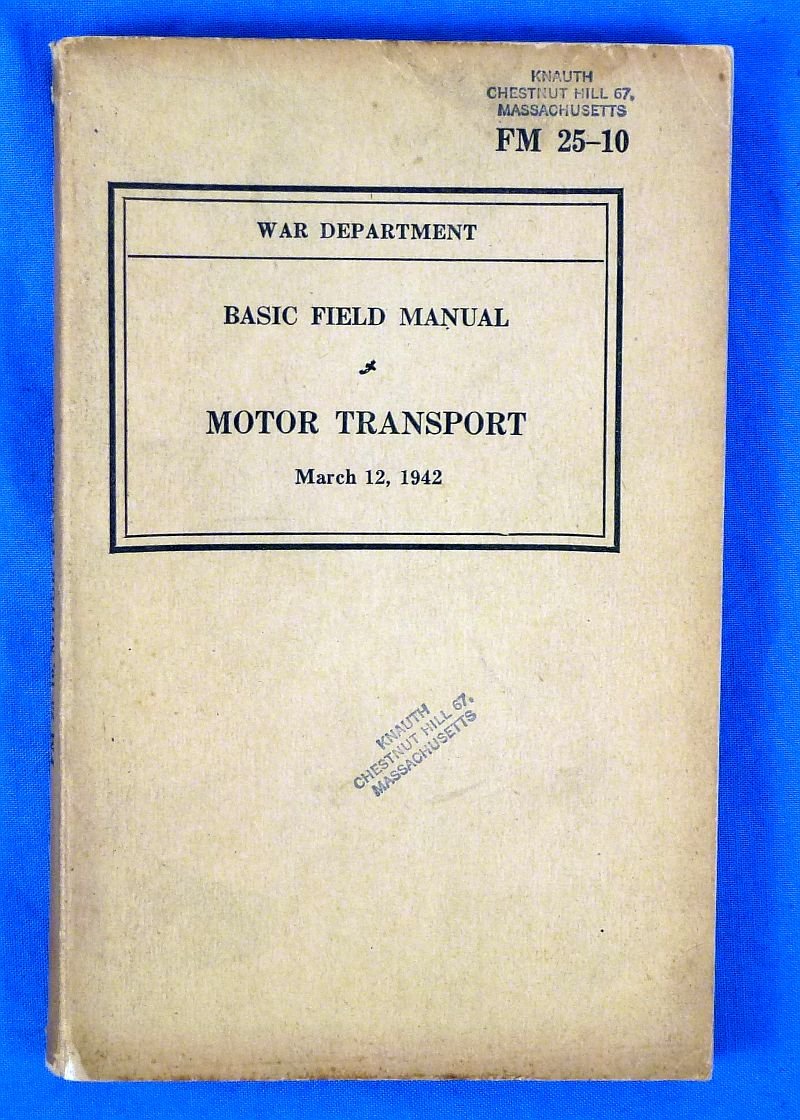 KNAUTH
CHESTNUT HILL 67,
MASSACHUSETTS
FM 25-10
WAR DEPARTMENT
BASIC FIELD MANUAL
MOTOR TRANSPORT
March 12, 1942
KNAUTH
CHESTNUT HILL 67,
MASSACHUSETTS